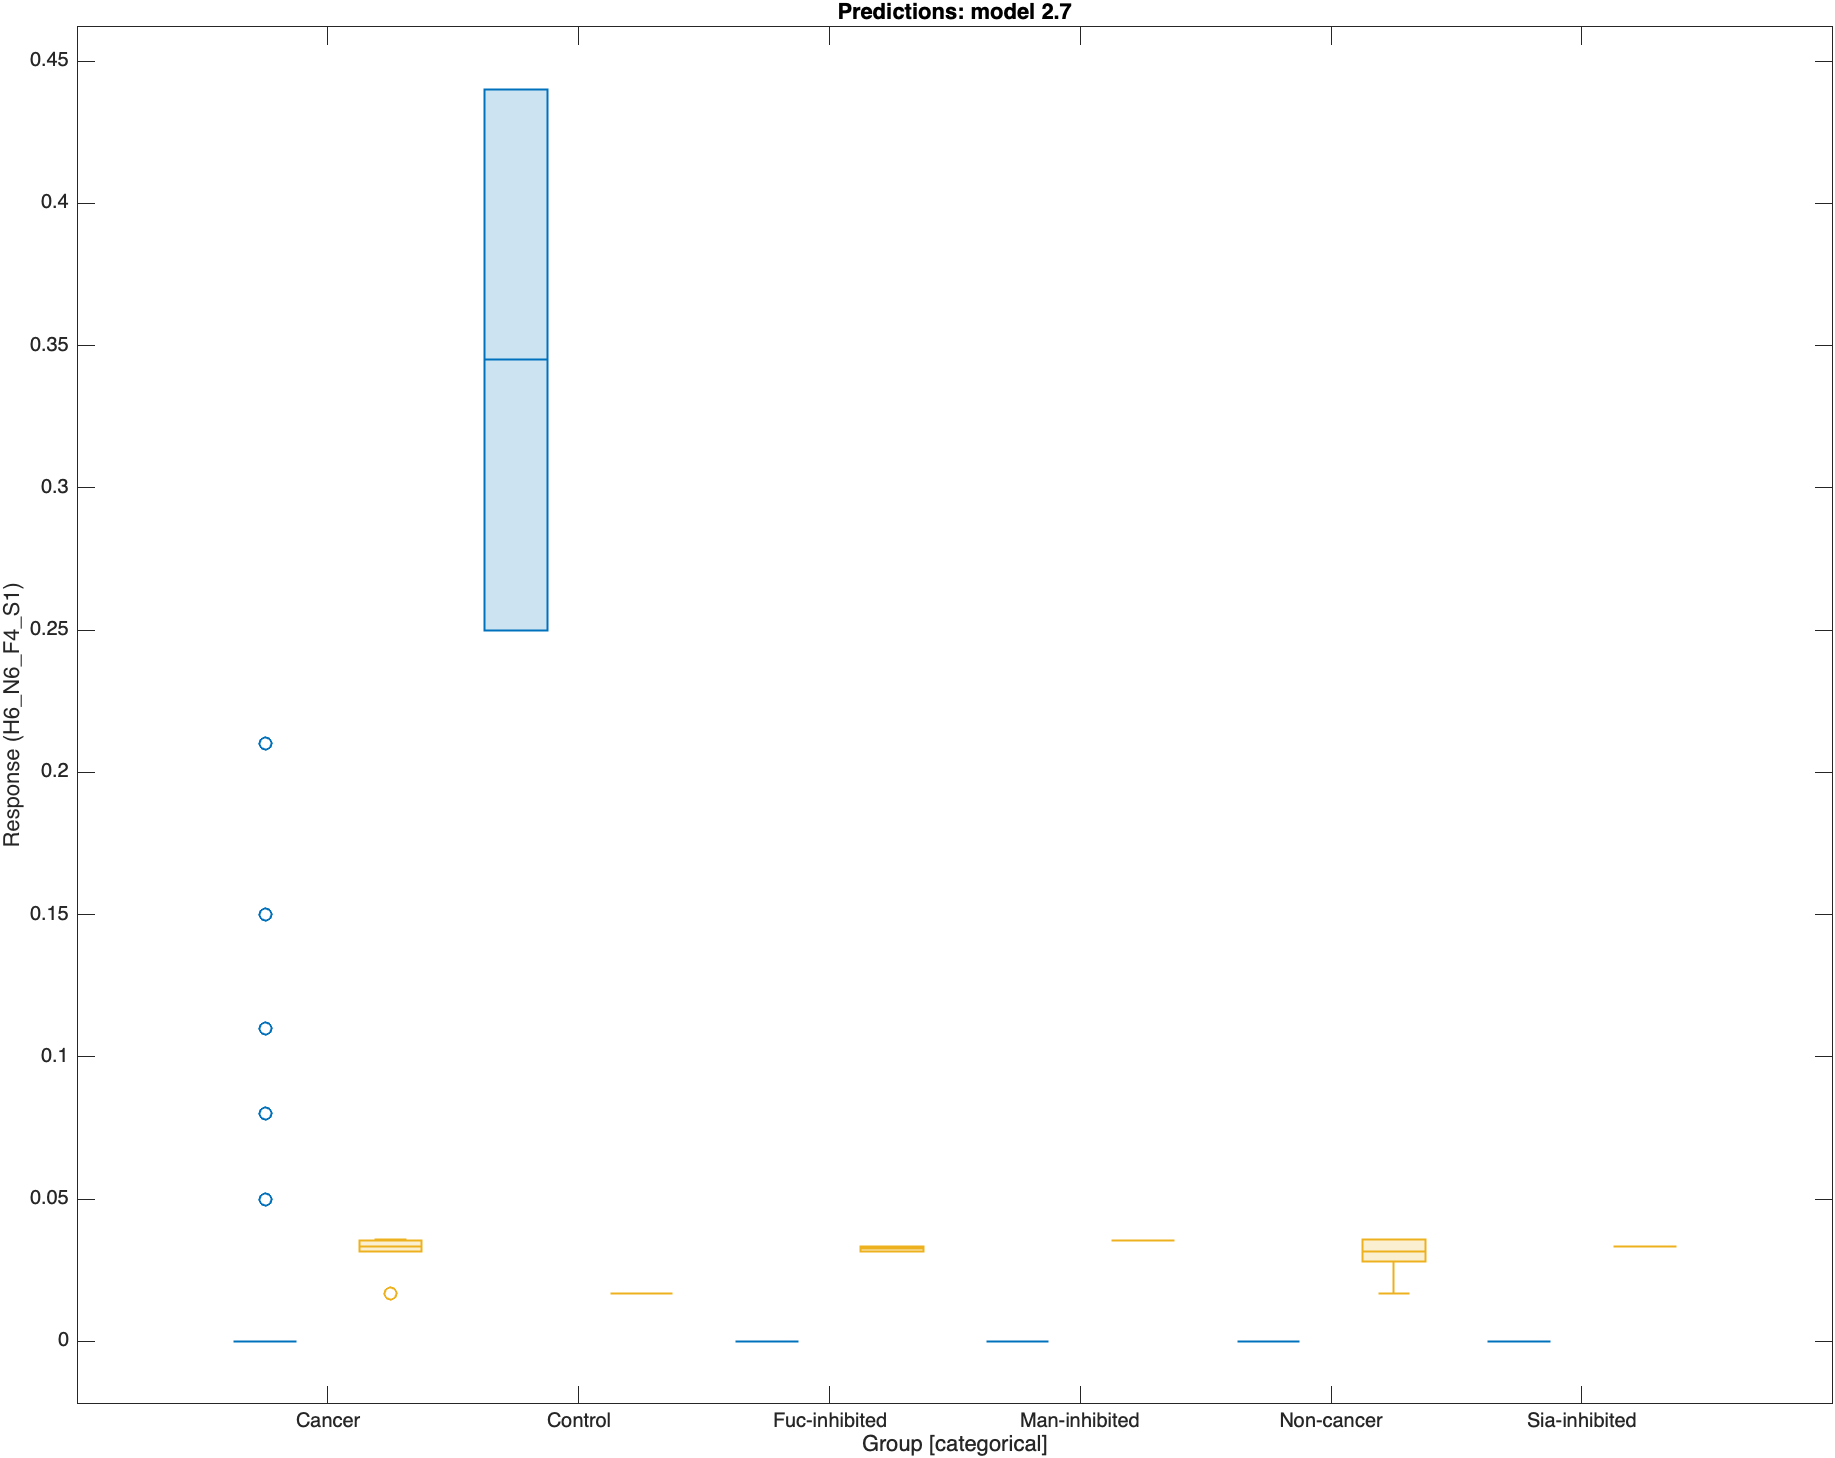 Predictions: model 2.7
0.45
0.4
0.35
0.3
0.25
0.2
0.15
0.1
0.05
0
Response (H6_N6_F4_S1)
Cancer
Control
Fuc-inhibited
Man-inhibited
Non-cancer
Sia-inhibited
Group [categorical]